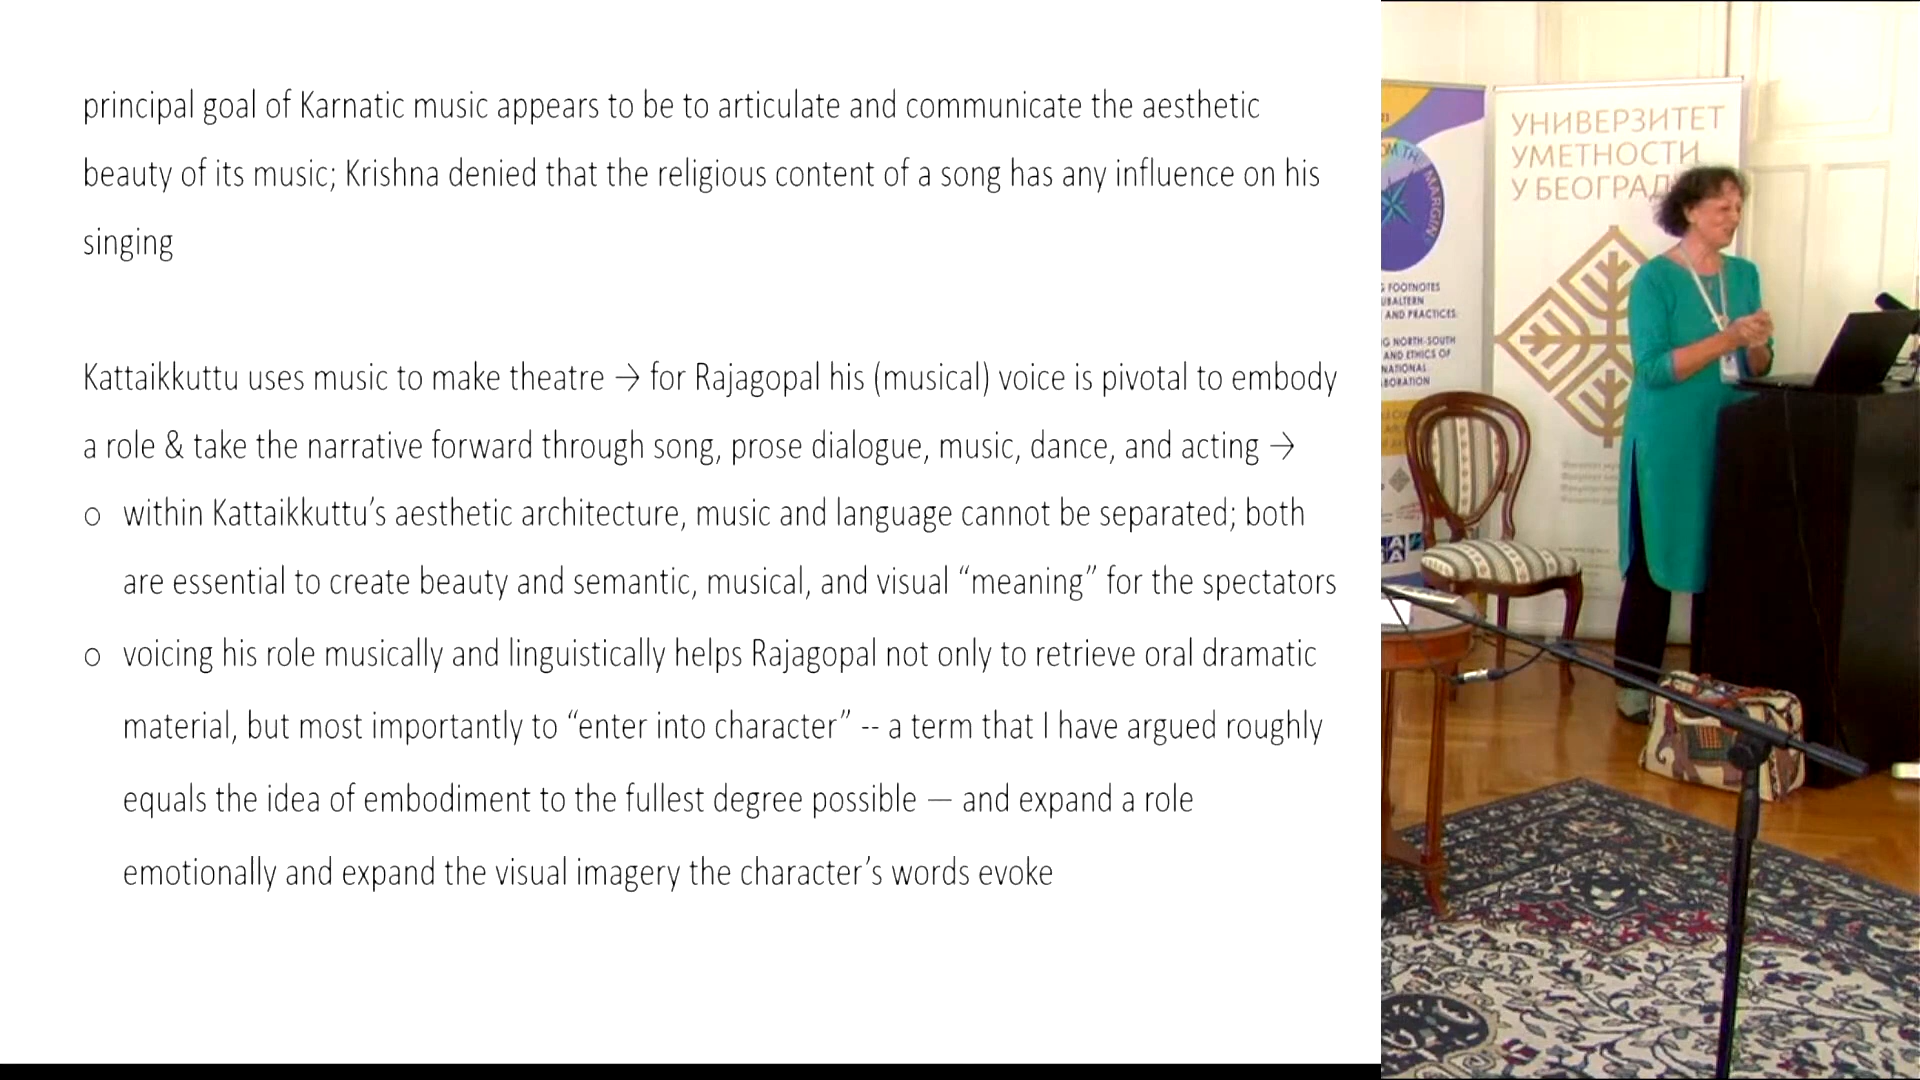 principal goal of Karnatic music appears to be to articulate and communicate the aesthetic
beauty of its music; Krishna denied that the religious content of a song has any influence on his
singing
Kattaikkuttu uses music to make theatre → for Rajagopal his (musical) voice is pivotal to embody
a role & take the narrative forward through song, prose dialogue, music, dance, and acting →
o within Kattaikkuttu’s aesthetic architecture, music and language cannot be separated; both
are essential to create beauty and semantic, musical, and visual “meaning” for the spectators
o voicing his role musically and linguistically helps Rajagopal not only to retrieve oral dramatic
material, but most importantly to “enter into character” -- a term that I have argued roughly
equals the idea of embodiment to the fullest degree possible — and expand a role
emotionally and expand the visual imagery the character’s words evoke
MARGIN
FOOTNOTES
AND PRACTICES
NORTH-SOUTH
AND ETHICS OF
УНИВЕРЗИТЕТ
УМЕТНОСТИ
У БЕОГРАД